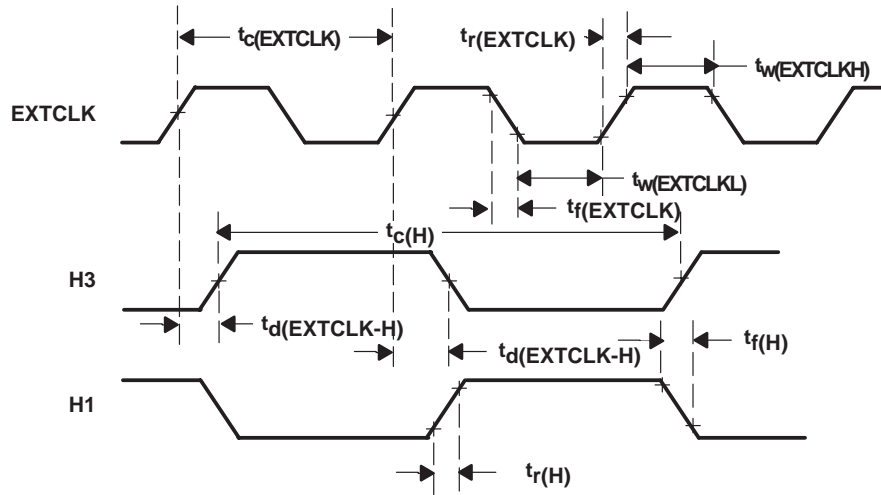 tc(EXTCLK)
tr(EXTCLK)
tw(EXTCLKH)
EXTCLK
tw(EXTCLKL)
tf(EXTCLK)
tc(H)
H3
td(EXTCLK-H)
td(EXTCLK-H)
tf(H)
H1
tr(H)